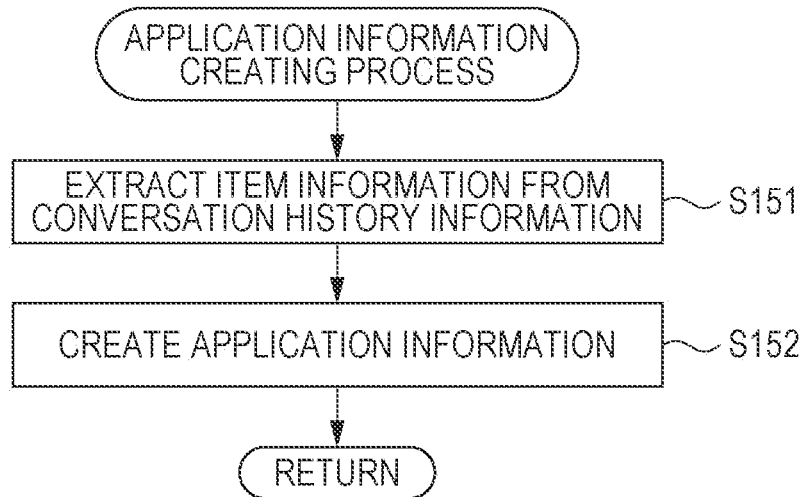 APPLICATION INFORMATION
CREATING PROCESS
EXTRACT ITEM INFORMATION FROM
CONVERSATION HISTORY INFORMATION
S151
CREATE APPLICATION INFORMATION
S152
RETURN